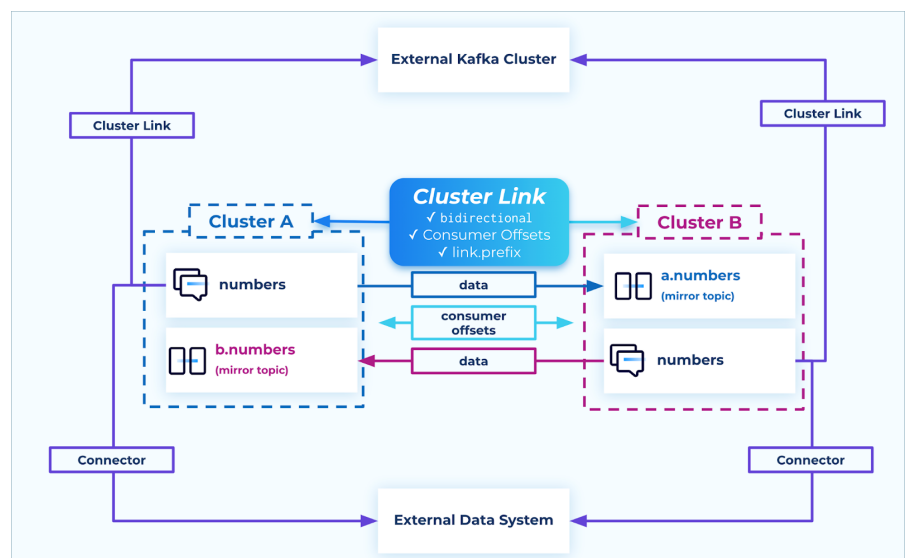 External Kafka Cluster
Cluster Link
Cluster Link
Cluster Link
✓ bidirectional
✓ Consumer Offsets
✓ link.prefix
Cluster A
Cluster B
numbers
data
a.numbers
(mirror topic)
consumer
offsets
b.numbers
(mirror topic)
data
numbers
Connector
Connector
External Data System